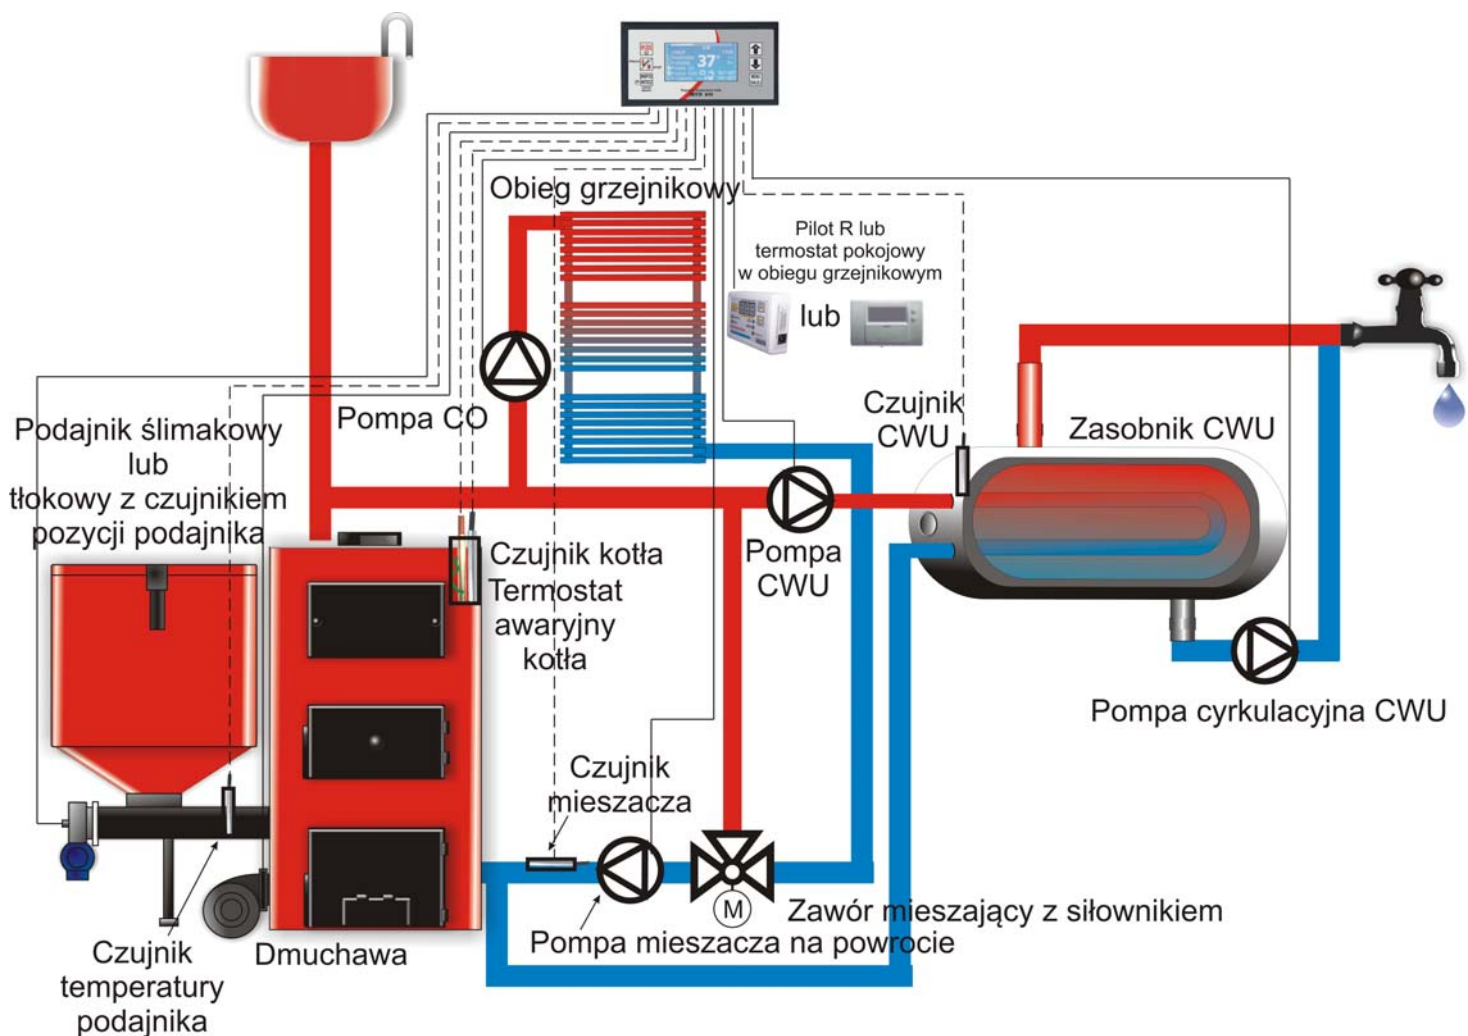 37°
Obieg grzejnikowy
Pilot R lub
termostat pokojowy
w obiegu grzejnikowym
lub
Pompa CO
Czujnik
CWU
Zasobnik CWU
Podajnik ślimakowy
lub
tłokowy z czujnikiem
pozycji podajnika
Czujnik kotła
Termostat
awaryjny
kotła
Pompa
CWU
Pompa cyrkulacyjna CWU
Czujnik
mieszacza
M
Zawór mieszający z siłownikiem
Pompa mieszacza na powrocie
Dmuchawa
Czujnik
temperatury
podajnika